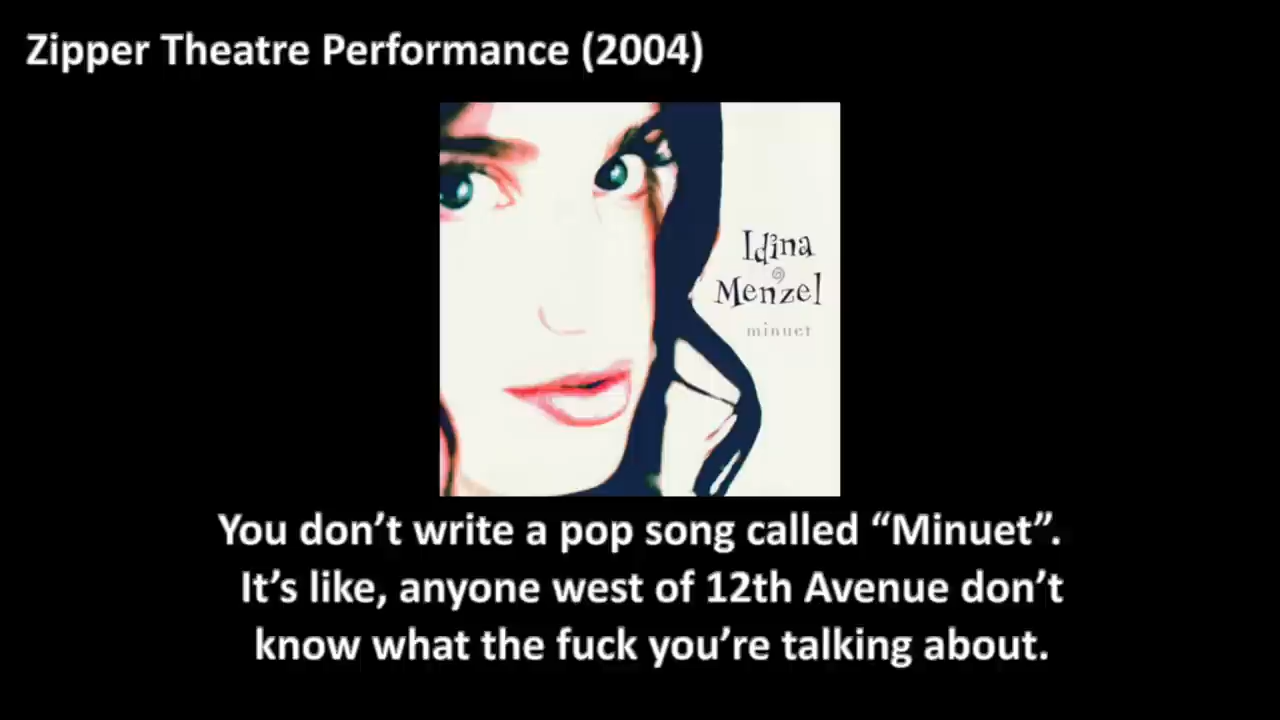 Zipper Theatre Performance (2004)
Idina
Menzel
minuet
You don’t write a pop song called “Minuet”.
It’s like, anyone west of 12th Avenue don’t
know what the fuck you’re talking about.